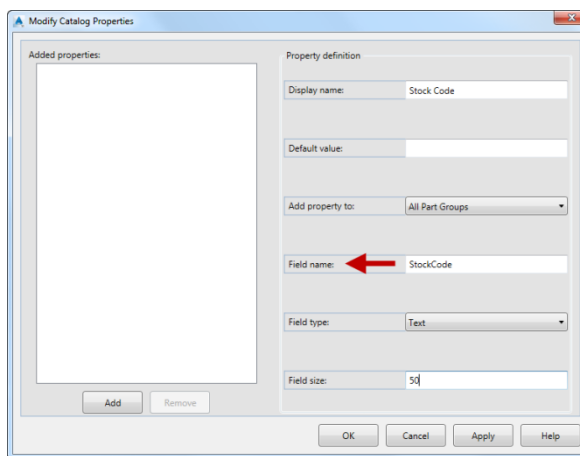 Modify Catalog Properties
Added properties:
Property definition
Display name: Stock Code
Default value:
Add property to: All Part Groups
Field name: StockCode
Field type: Text
Field size: 50
Add Remove
OK Cancel Apply Help